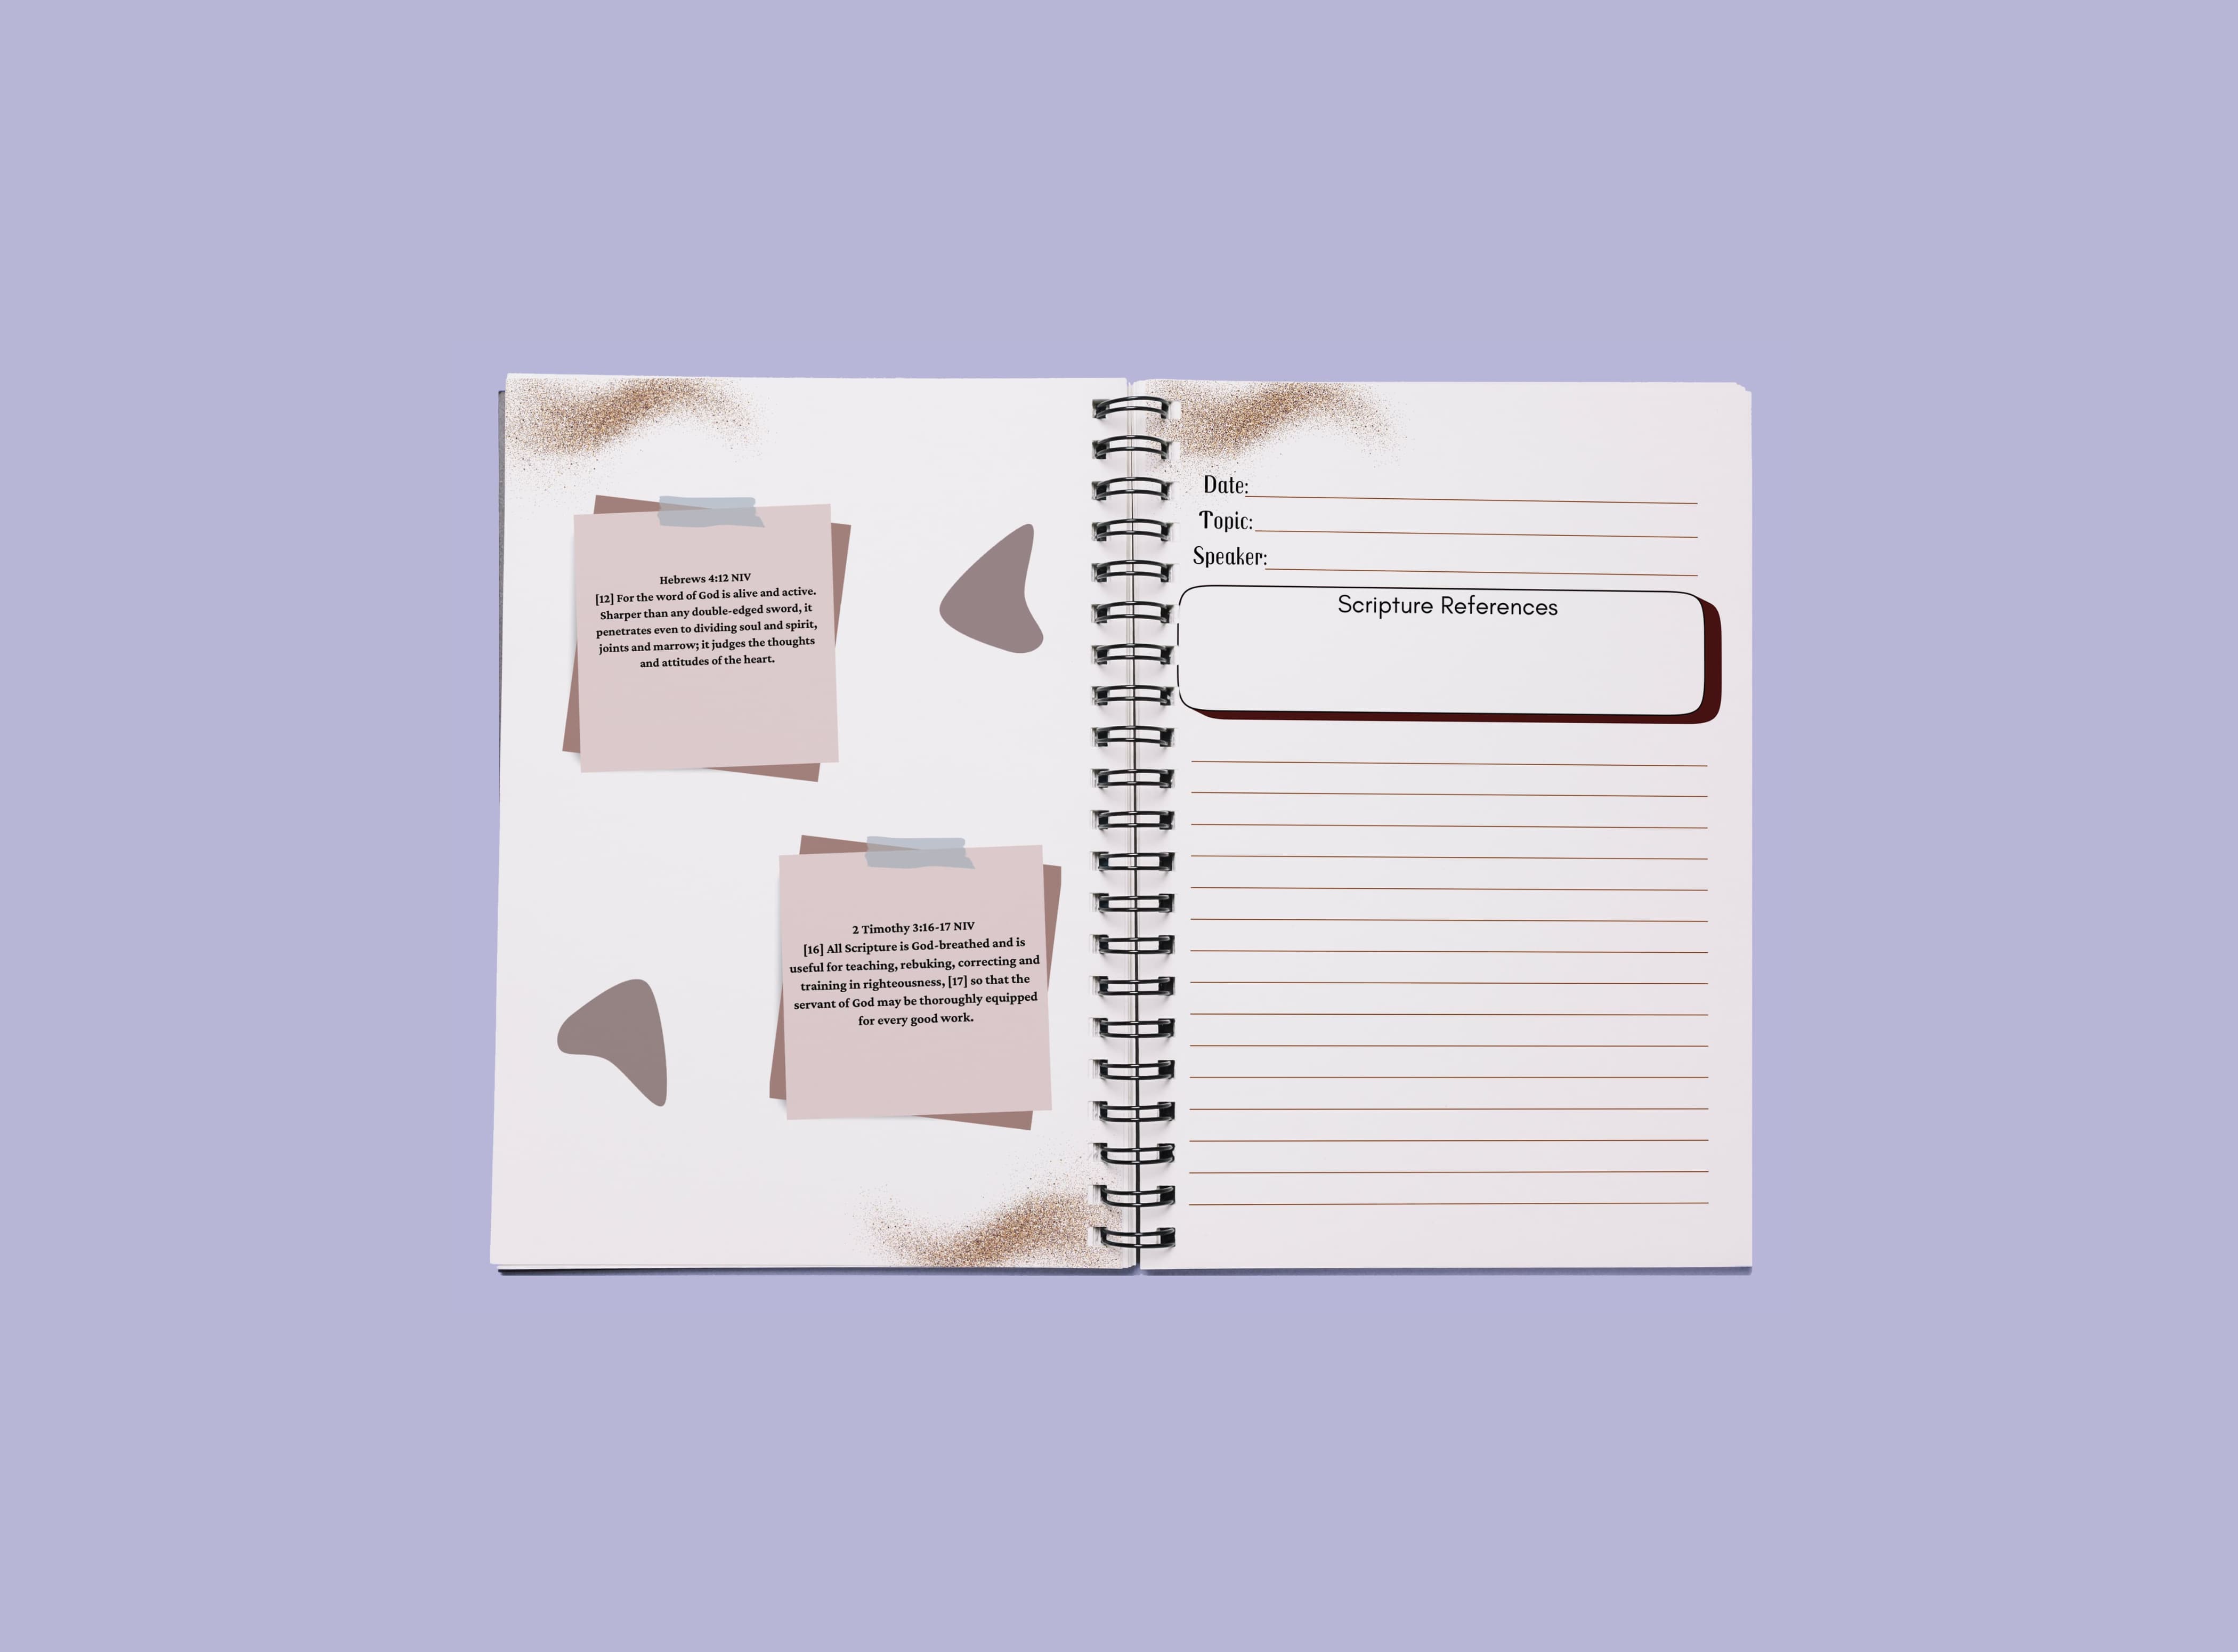 Hebrews 4:12 NIV
[12] For the word of God is alive and active.
Sharper than any double-edged sword, it
penetrates even to dividing soul and spirit,
joints and marrow; it judges the thoughts
and attitudes of the heart.
2 Timothy 3:16-17 NIV
[16] All Scripture is God-breathed and is
useful for teaching, rebuking, correcting and
training in righteousness, [17] so that the
servant of God may be thoroughly equipped
for every good work.
Date:
Topic:
Speaker:
Scripture References